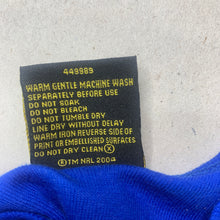 449989
WARM GENTLE MACHINE WASH
SEPARATELY BEFORE USE
DO NOT SOAK
DO NOT BLEACH
DO NOT TUMBLE DRY
LINE DRY WITHOUT DELAY
WARM IRON REVERSE OF
PRINT OR EMBELLISHED SURFACES
DO NOT DRY CLEAN Ⓧ
®TM NRL 2004